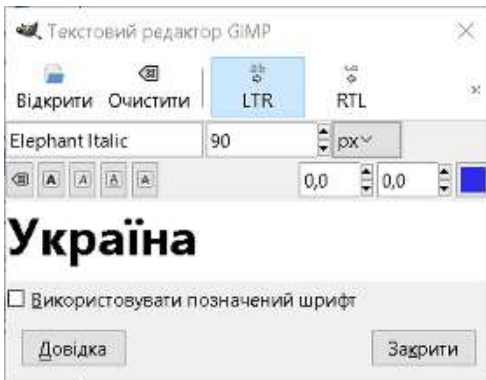 Текстовий редактор GIMP
Відкрити Очистити LTR RTL
Elephant Italic 90 px
0,0 0,0
Україна
Використовувати позначений шрифт
Довідка Закрити